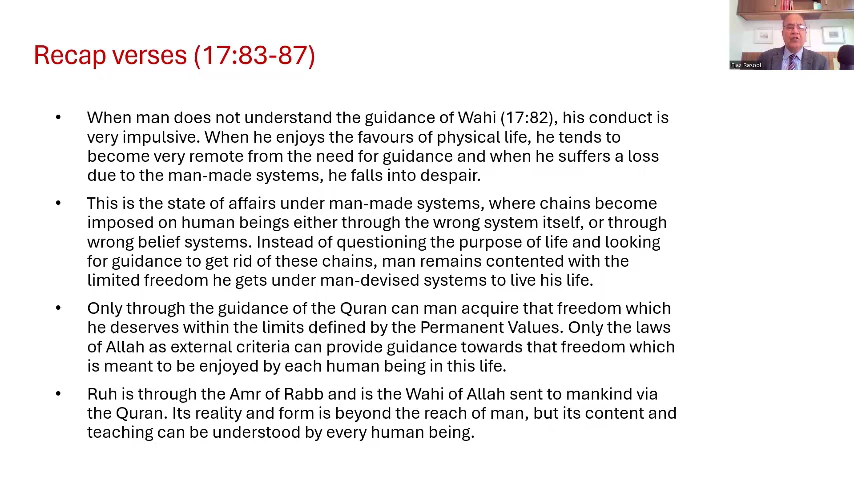 Recap verses (17:83-87)
• When man does not understand the guidance of Wahi (17:82), his conduct is
very impulsive. When he enjoys the favours of physical life, he tends to
become very remote from the need for guidance and when he suffers a loss
due to the man-made systems, he falls into despair.
• This is the state of affairs under man-made systems, where chains become
imposed on human beings either through the wrong system itself, or through
wrong belief systems. Instead of questioning the purpose of life and looking
for guidance to get rid of these chains, man remains contented with the
limited freedom he gets under man-devised systems to live his life.
• Only through the guidance of the Quran can man acquire that freedom which
he deserves within the limits defined by the Permanent Values. Only the laws
of Allah as external criteria can provide guidance towards that freedom which
is meant to be enjoyed by each human being in this life.
• Ruh is through the Amr of Rabb and is the Wahi of Allah sent to mankind via
the Quran. Its reality and form is beyond the reach of man, but its content and
teaching can be understood by every human being.